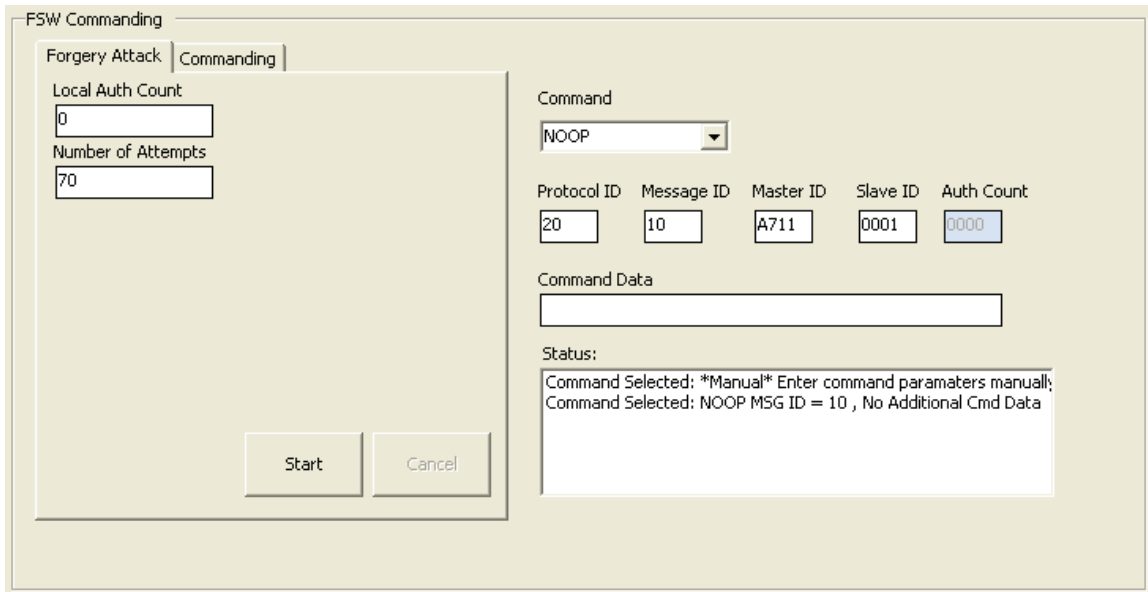 FSW Commanding
Forgery Attack
Commanding
Local Auth Count
0
Number of Attempts
70
Start
Cancel
Command
NOOP
Protocol ID Message ID Master ID Slave ID Auth Count
20 10 A711 0001 0000
Command Data
Status:
Command Selected: *Manual* Enter command paramaters manually
Command Selected: NOOP MSG ID = 10 , No Additional Cmd Data